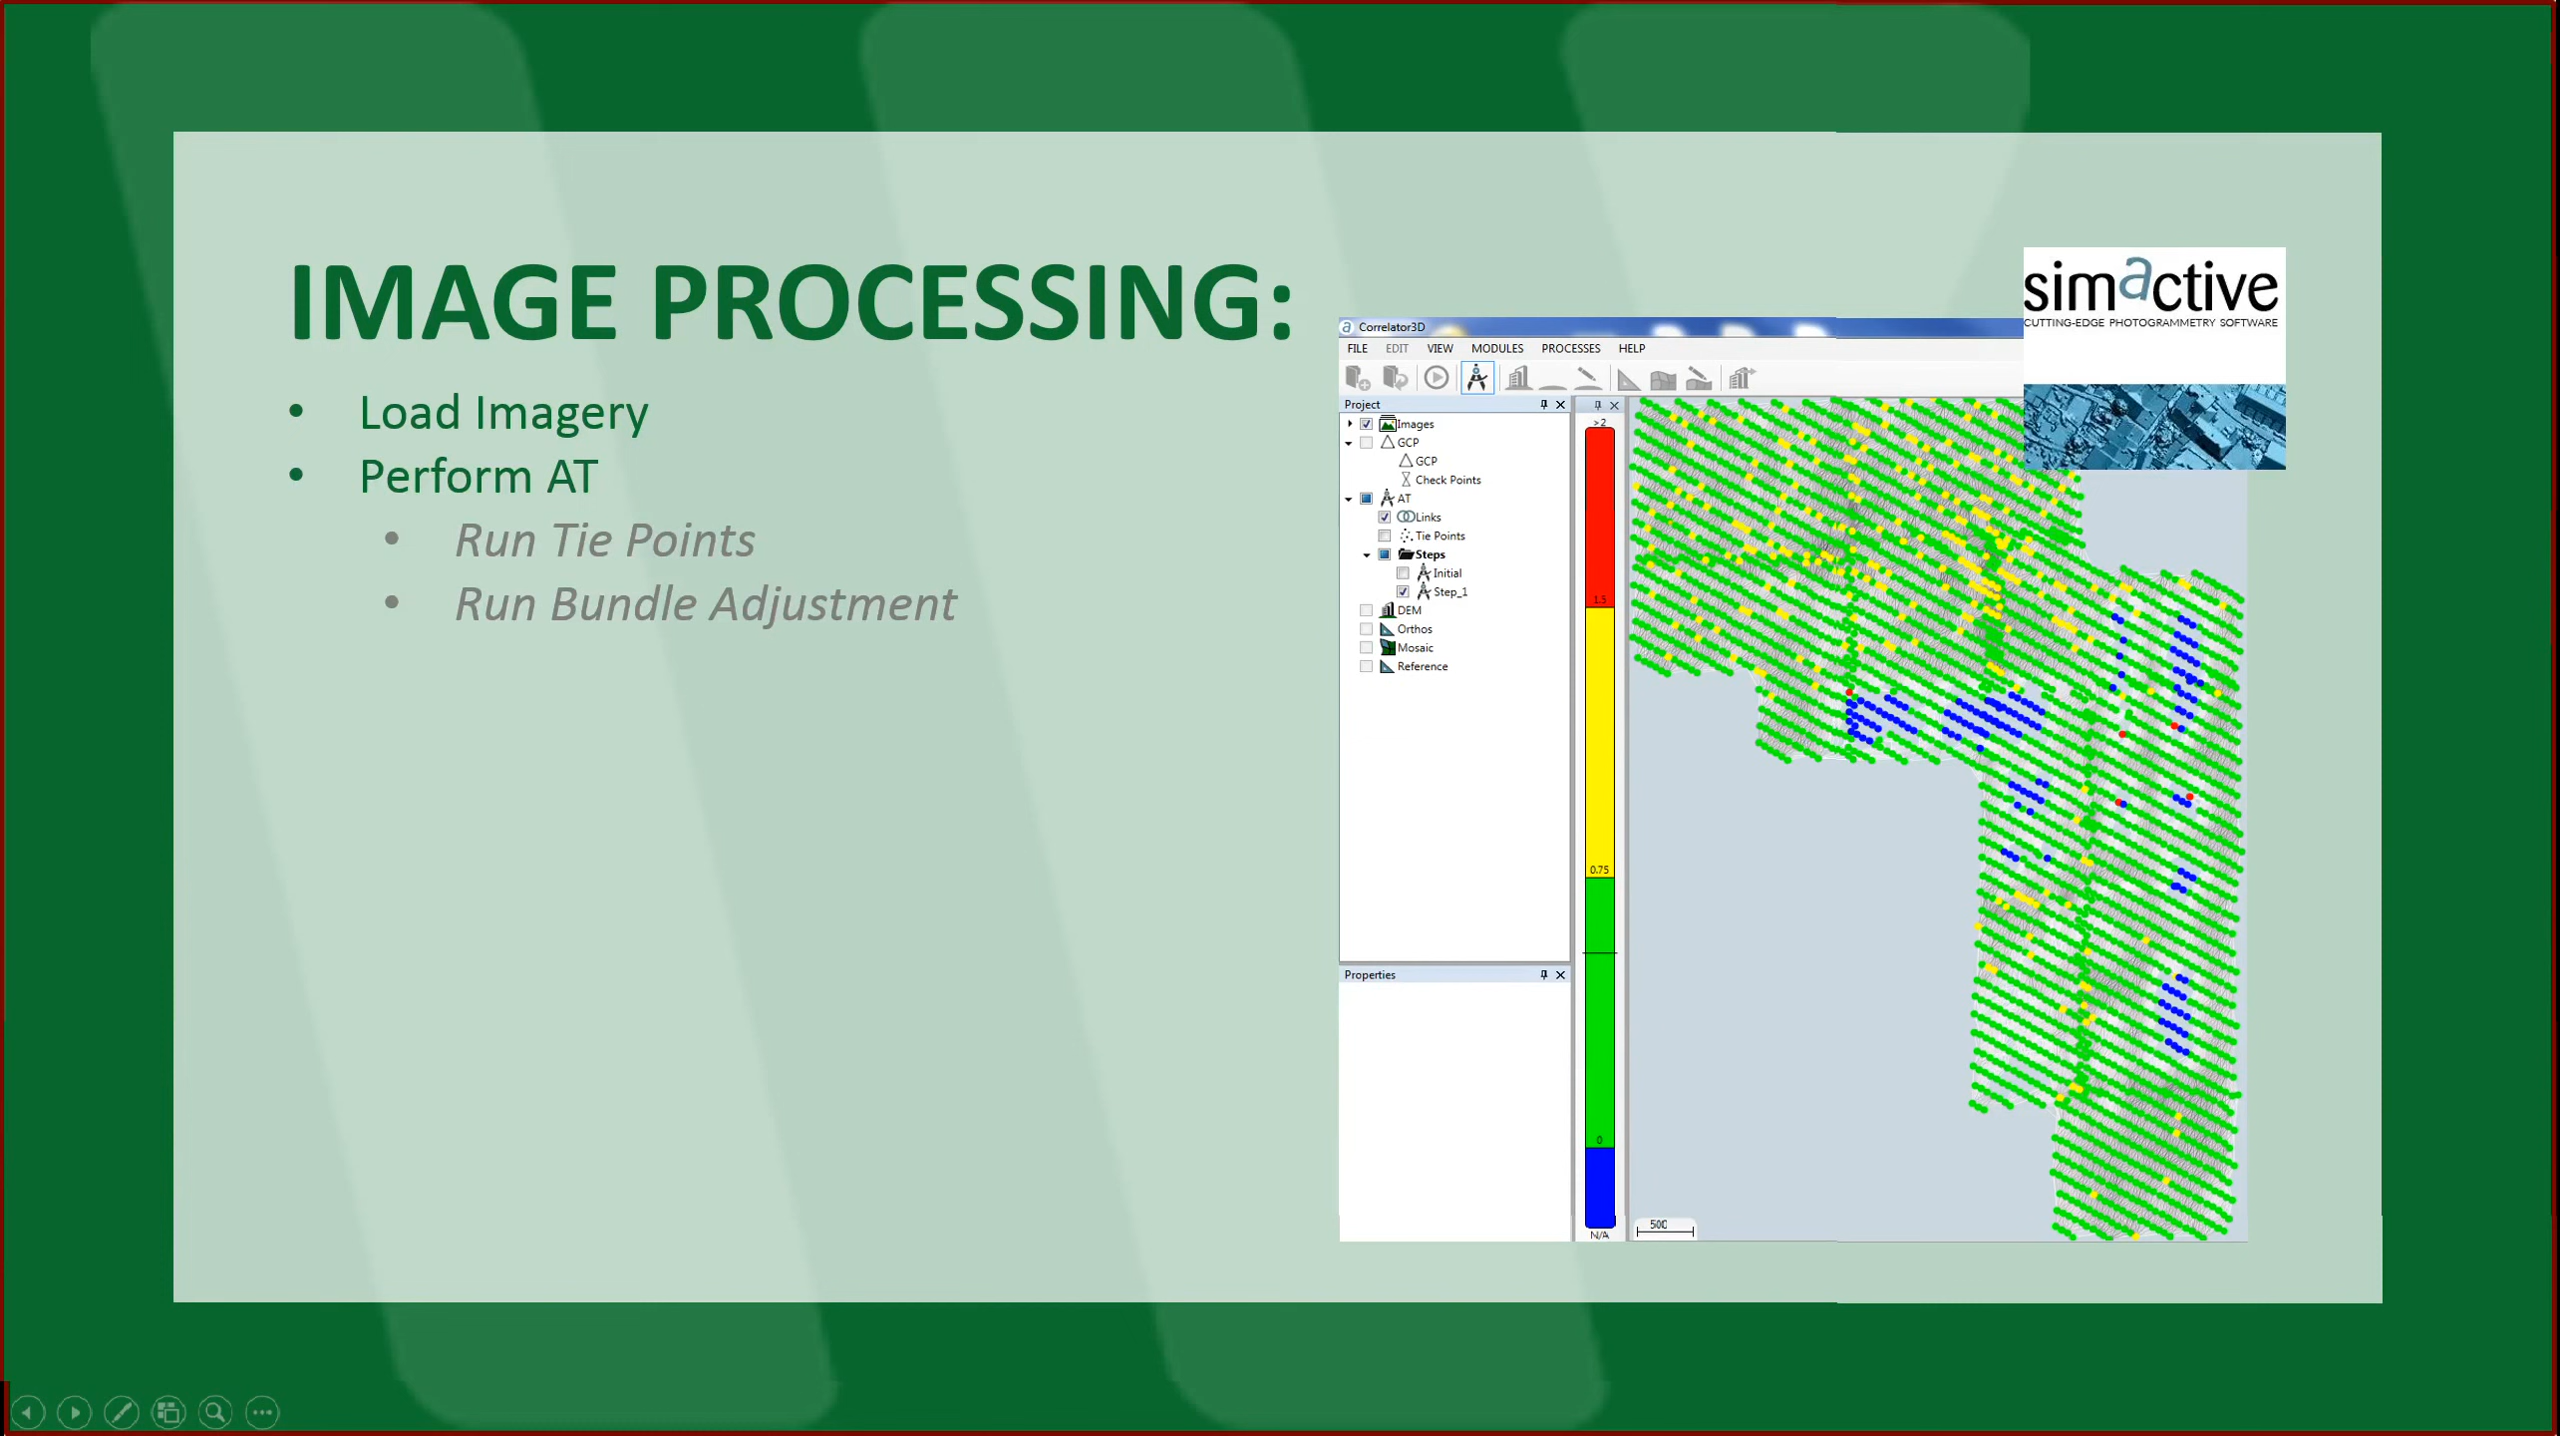 IMAGE PROCESSING:
• Load Imagery
• Perform AT
• Run Tie Points
• Run Bundle Adjustment
simactive
CUTTING-EDGE PHOTOGRAMMETRY SOFTWARE
Correlator3D
FILE EDIT VIEW MODULES PROCESSES HELP
Project
Images
GCP
GCP
Check Points
AT
Links
Tie Points
Steps
Initial
Step_1
DEM
Orthos
Mosaic
Reference
Properties
>2
1.5
0.75
0
N/A
500